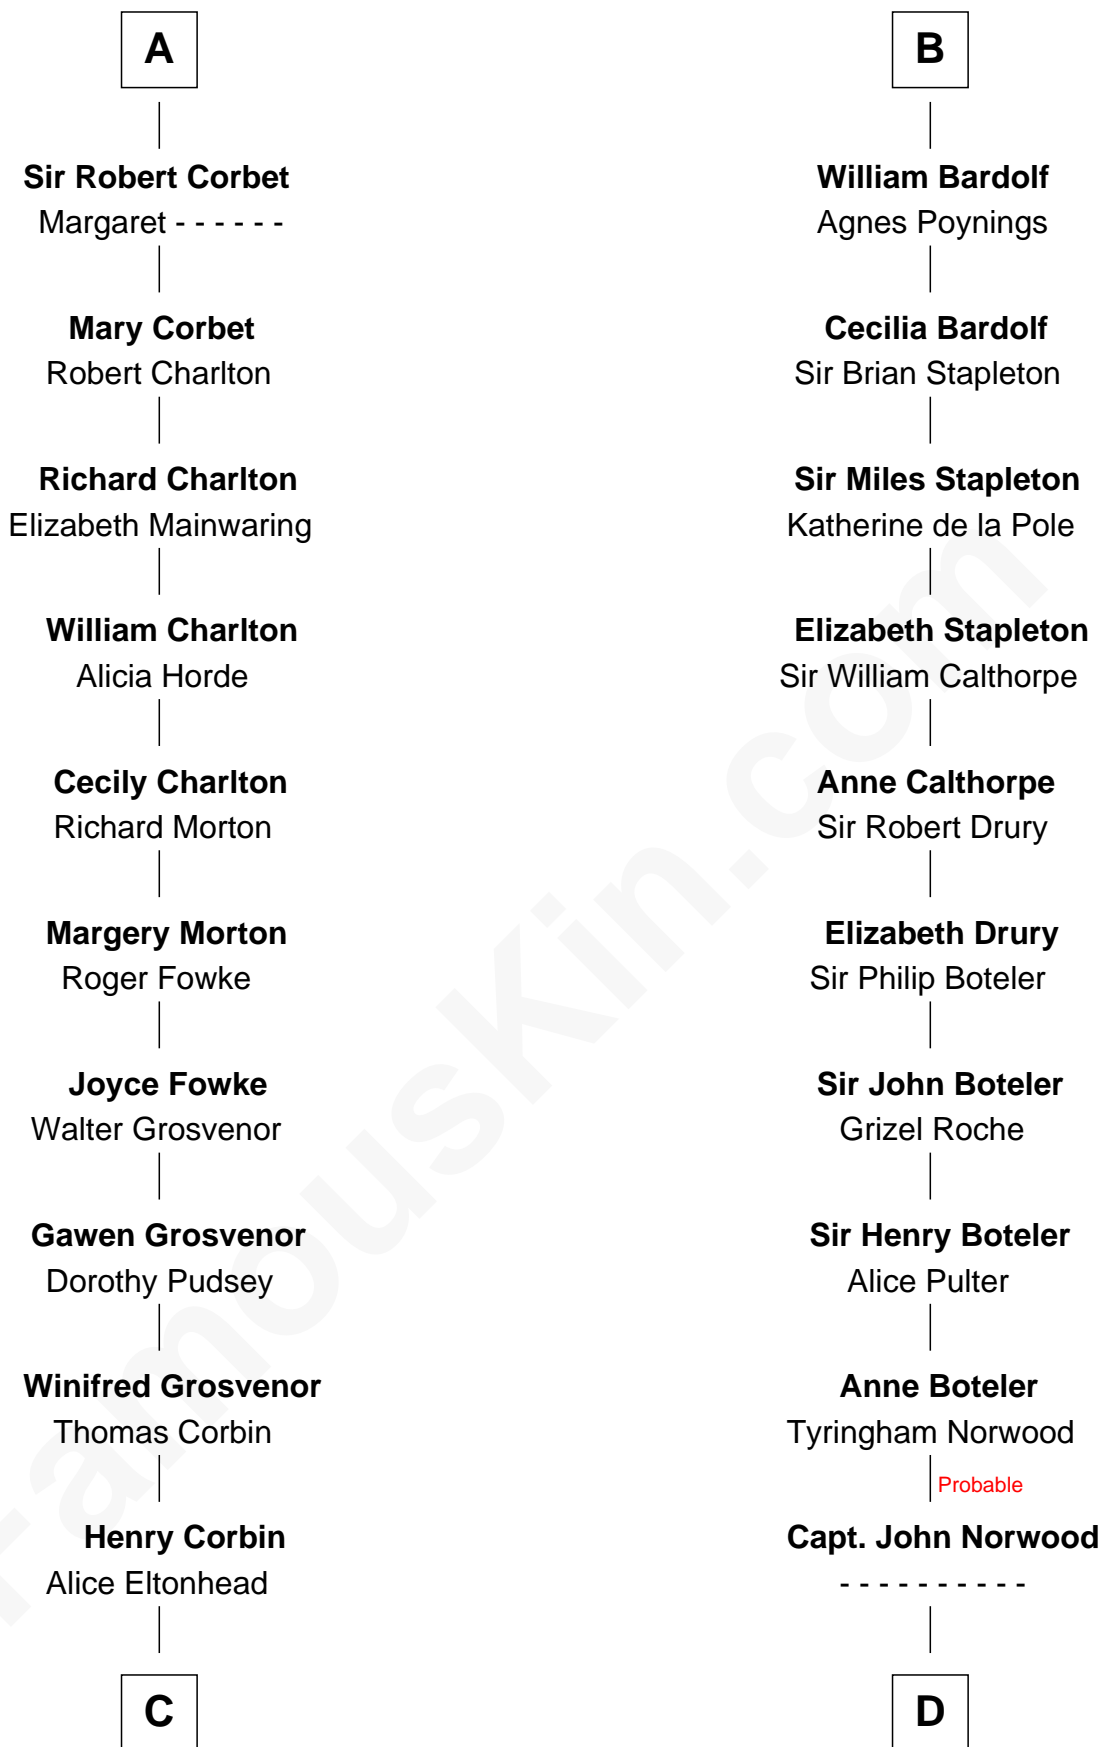 A
Sir Robert Corbet
Margaret - - - - - -
Mary Corbet
Robert Charlton
Richard Charlton
Elizabeth Mainwaring
William Charlton
Alicia Horde
Cecily Charlton
Richard Morton
Margery Morton
Roger Fowke
Joyce Fowke
Walter Grosvenor
Gawen Grosvenor
Dorothy Pudsey
Winifred Grosvenor
Thomas Corbin
Henry Corbin
Alice Eltonhead
C
B
William Bardolf
Agnes Poynings
Cecilia Bardolf
Sir Brian Stapleton
Sir Miles Stapleton
Katherine de la Pole
Elizabeth Stapleton
Sir William Calthorpe
Anne Calthorpe
Sir Robert Drury
Elizabeth Drury
Sir Philip Boteler
Sir John Boteler
Grizel Roche
Sir Henry Boteler
Alice Pulter
Anne Boteler
Tyringham Norwood
Probable
Capt. John Norwood
- - - - - - - - - -
D
FamousKin.com